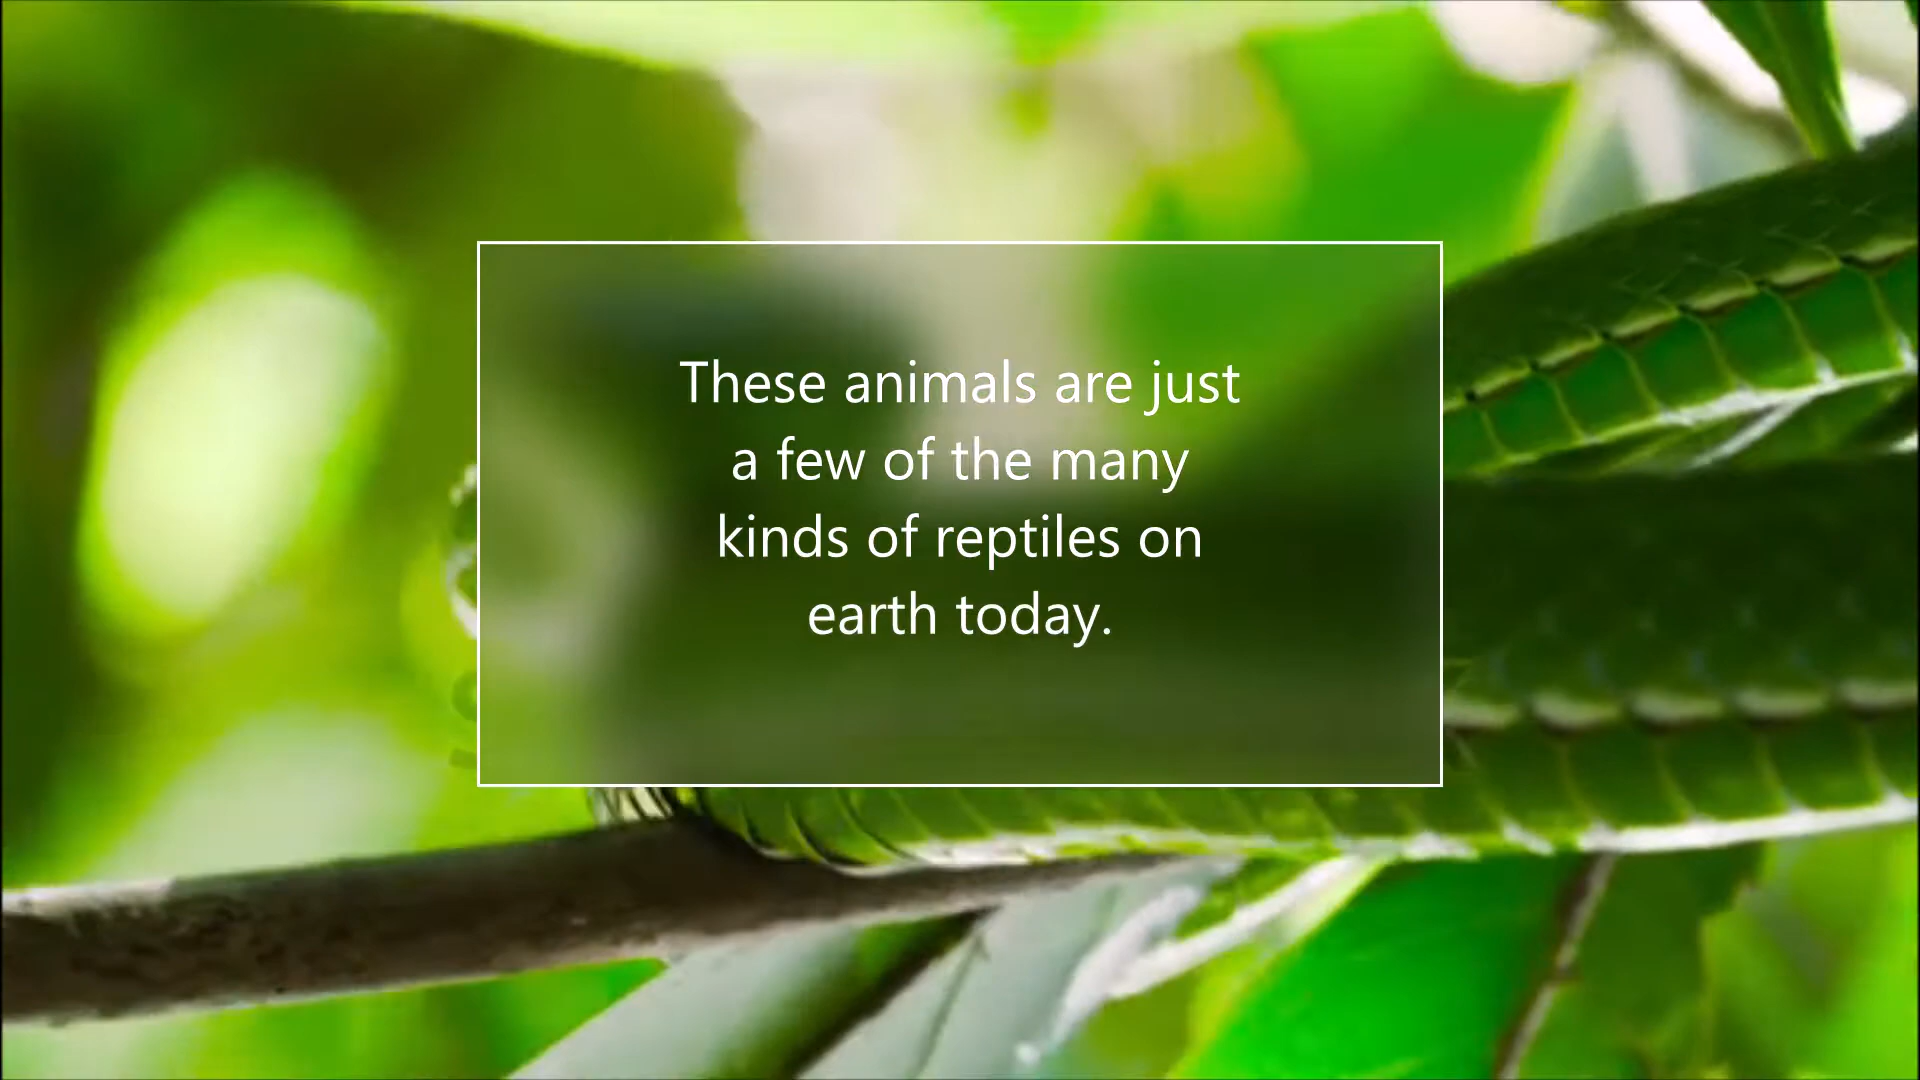 These animals are just
a few of the many
kinds of reptiles on
earth today.